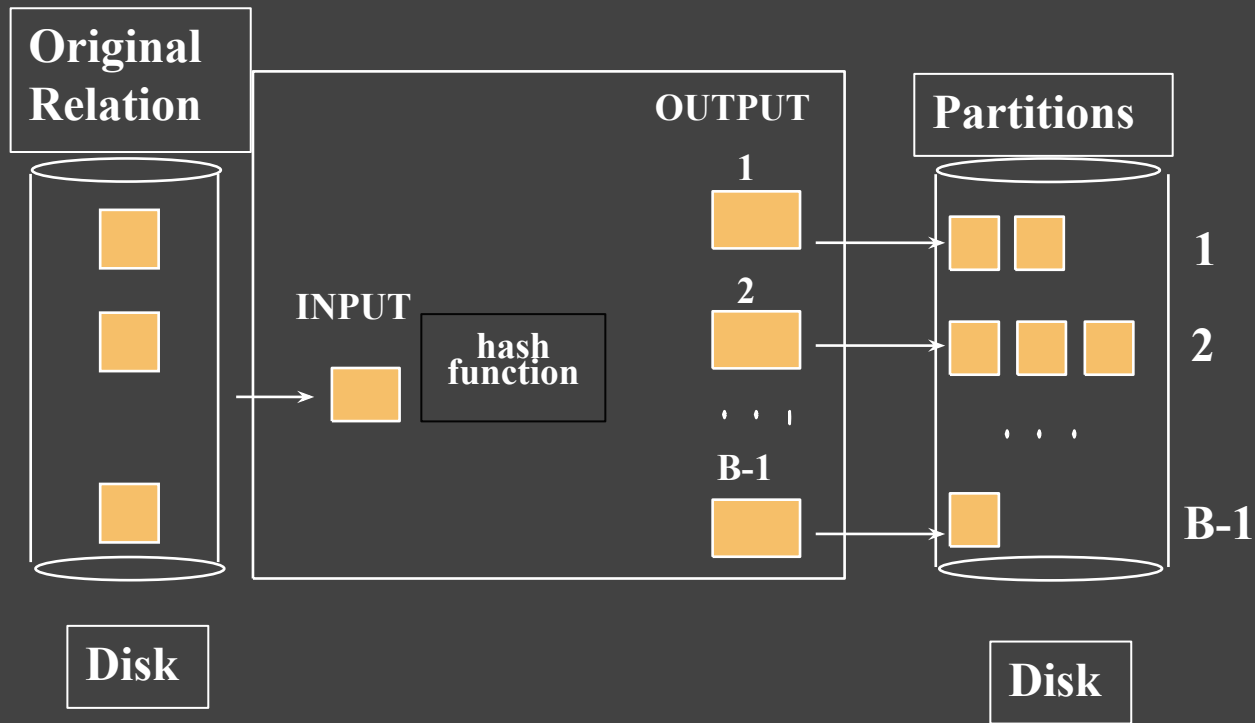 Original
Relation
OUTPUT
Partitions
1
1
INPUT
2
hash
function
2
. . .
. . .
B-1
B-1
Disk
Disk